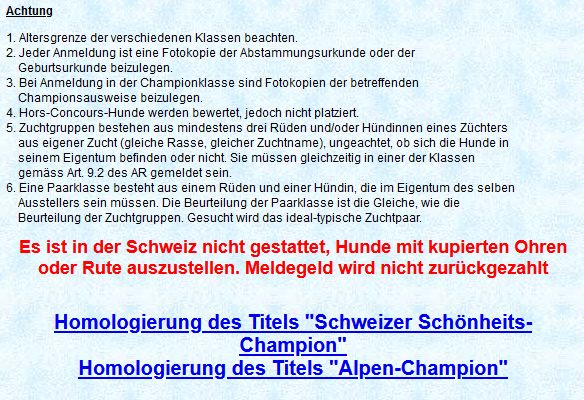 Achtung
1. Altersgrenze der verschiedenen Klassen beachten.
2. Jeder Anmeldung ist eine Fotokopie der Abstammungsurkunde oder der
Geburtsurkunde beizulegen.
3. Bei Anmeldung in der Championklasse sind Fotokopien der betreffenden
Championsausweise beizulegen.
4. Hors-Concours-Hunde werden bewertet, jedoch nicht platziert.
5. Zuchtgruppen bestehen aus mindestens drei Rüden und/oder Hündinnen eines Züchters
aus eigener Zucht (gleiche Rasse, gleicher Zuchtname), ungeachtet, ob sich die Hunde in
seinem Eigentum befinden oder nicht. Sie müssen gleichzeitig in einer der Klassen
gemäss Art. 9.2 des AR gemeldet sein.
6. Eine Paarklasse besteht aus einem Rüden und einer Hündin, die im Eigentum des selben
Ausstellers sein müssen. Die Beurteilung der Paarklasse ist die Gleiche, wie die
Beurteilung der Zuchtgruppen. Gesucht wird das ideal-typische Zuchtpaar.
Es ist in der Schweiz nicht gestattet, Hunde mit kupierten Ohren
oder Rute auszustellen. Meldegeld wird nicht zurückgezahlt
Homologierung des Titels "Schweizer Schönheits-
Champion"
Homologierung des Titels "Alpen-Champion"